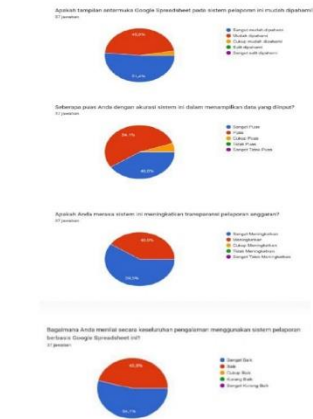 Apakah tampilan antarmuka Google Spreadsheet pada sistem pelaporan ini mudah dipahami
37 jawaban
Sangat mudah dipahami
Mudah dipahami
Cukup mudah dipahami
Sulit dipahami
Sangat sulit dipahami
Seberapa puas Anda dengan akurasi sistem ini dalam menampilkan data yang diinput?
37 jawaban
Sangat Puas
Puas
Cukup Puas
Tidak Puas
Sangat Tidak Puas
Apakah Anda merasa sistem ini meningkatkan transparansi pelaporan anggaran?
37 jawaban
Sangat Meningkatkan
Meningkatkan
Cukup Meningkatkan
Tidak Meningkatkan
Sangat Tidak Meningkatkan
Bagaimana Anda menilai secara keseluruhan pengalaman menggunakan sistem pelaporan
berbasis Google Spreadsheet ini?
37 jawaban
Sangat Baik
Baik
Cukup Baik
Kurang Baik
Sangat Kurang Baik